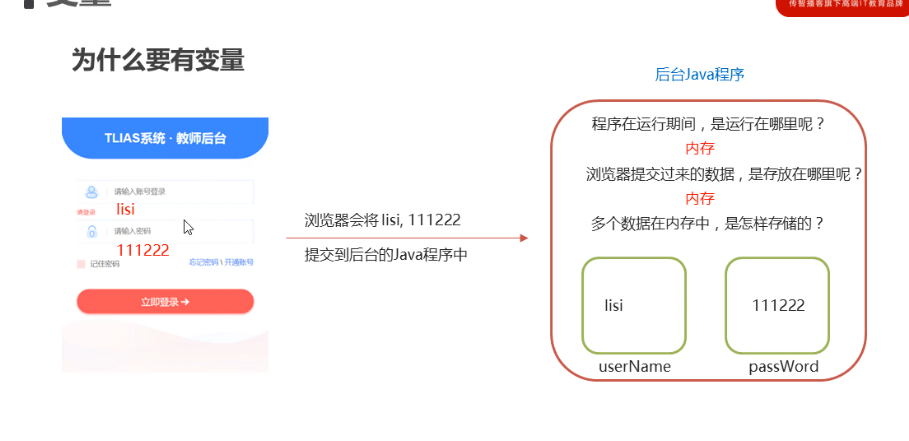 变量
传智播客旗下高端IT教育品牌
为什么要有变量
后台Java程序
TLIAS系统 · 教师后台
请输入账号登录
请登录
lisi
请输入密码
111222
记住密码
忘记密码\开通账号
立即登录→
浏览器会将lisi, 111222
提交到后台的Java程序中
程序在运行期间，是运行在哪里呢？
内存
浏览器提交过来的数据，是存放在哪里呢？
内存
多个数据在内存中，是怎样存储的？
lisi
111222
userName
passWord